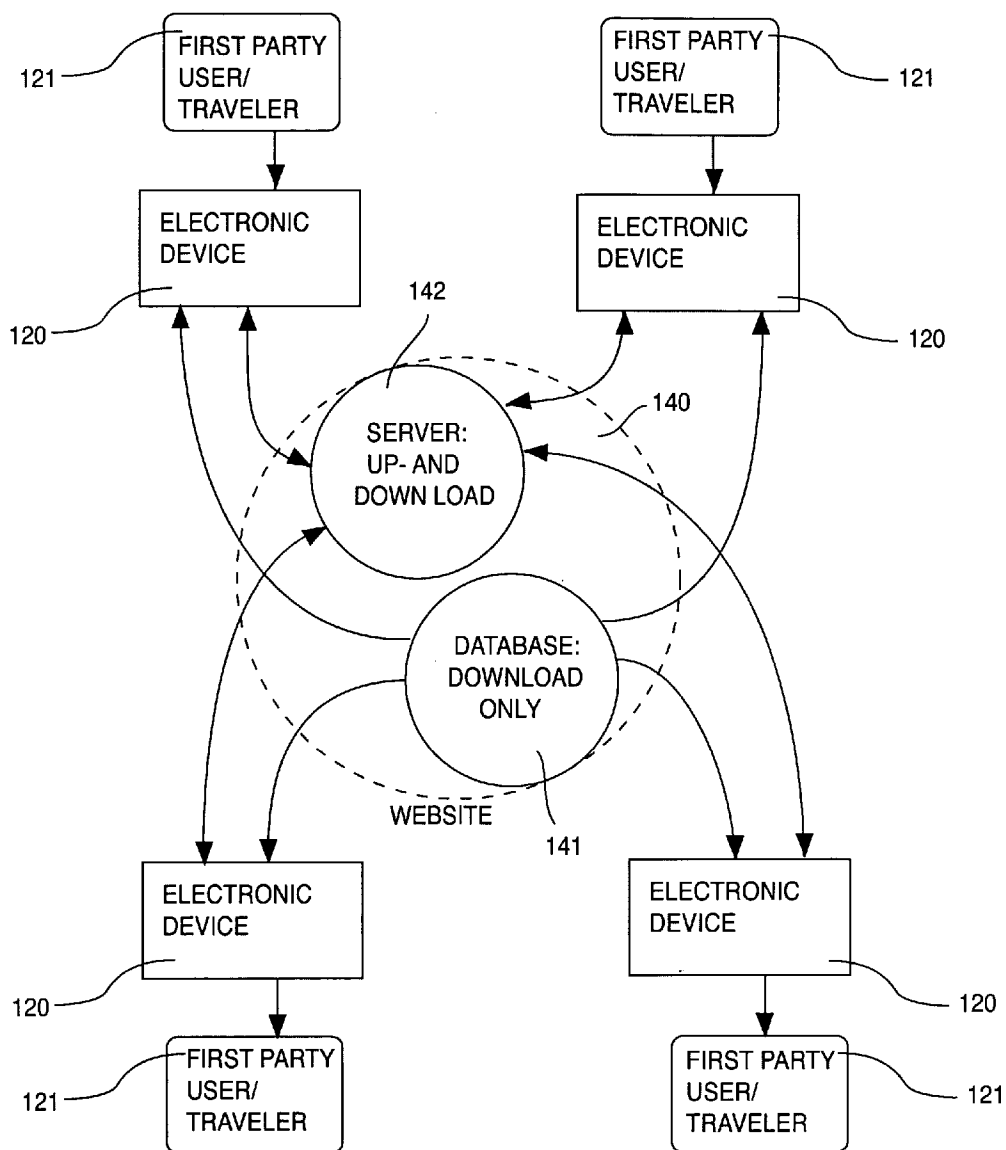 121
FIRST PARTY
USER/
TRAVELER
FIRST PARTY
USER/
TRAVELER
121
ELECTRONIC
DEVICE
120
ELECTRONIC
DEVICE
120
142
140
SERVER:
UP- AND
DOWN LOAD
DATABASE:
DOWNLOAD
ONLY
WEBSITE
141
ELECTRONIC
DEVICE
120
ELECTRONIC
DEVICE
120
121
FIRST PARTY
USER/
TRAVELER
FIRST PARTY
USER/
TRAVELER
121